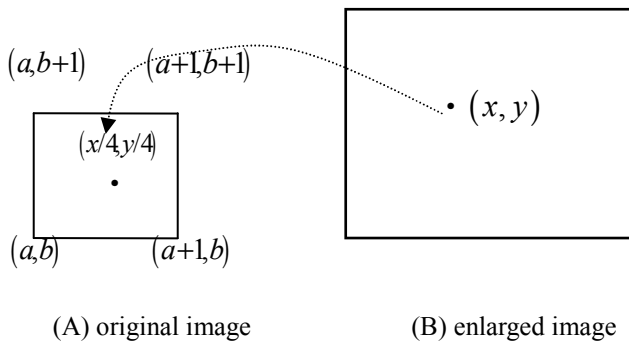 (a,b+1) (a+1,b+1)
(x, y)
(x/4,y/4)
(a,b) (a+1,b)
(A) original image (B) enlarged image